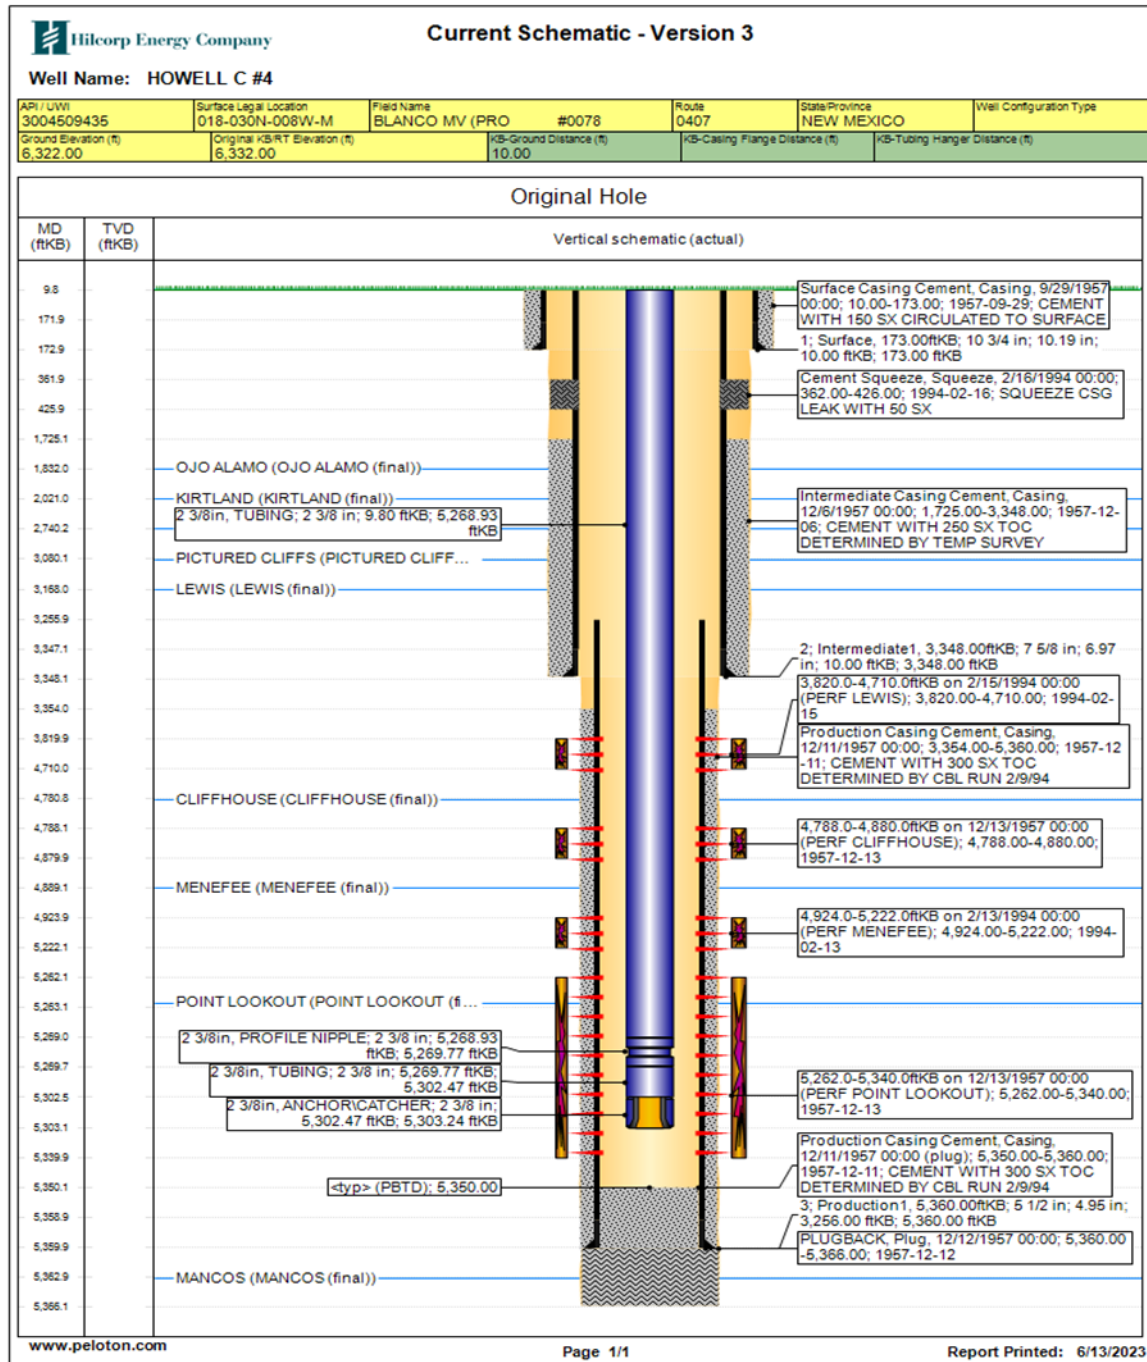 Hilcorp Energy Company
Current Schematic - Version 3
Well Name: HOWELL C #4
API / UWI
3004509435
Surface Legal Location
018-030N-008W-M
Field Name
BLANCO MV (PRO #0078
Route
0407
State/Province
NEW MEXICO
Well Configuration Type
Ground Elevation (ft)
6,322.00
Original KB/RT Elevation (ft)
6,332.00
KB-Ground Distance (ft)
10.00
KB-Casing Flange Distance (ft)
KB-Tubing Hanger Distance (ft)
Original Hole
MD
(ftKB)
TVD
(ftKB)
Vertical schematic (actual)
9.8
171.9
172.9
361.9
425.9
1,725.1
1,832.0
2,021.0
2,740.2
3,080.1
3,168.0
3,255.9
3,347.1
3,348.1
3,354.0
3,819.9
4,710.0
4,780.8
4,788.1
4,879.9
4,889.1
4,923.9
5,222.1
5,262.1
5,263.1
5,269.0
5,269.7
5,302.5
5,303.1
5,339.9
5,350.1
5,358.9
5,359.9
5,362.9
5,366.1
OJO ALAMO (OJO ALAMO (final))
KIRTLAND (KIRTLAND (final))
2 3/8in, TUBING; 2 3/8 in; 9.80 ftKB; 5,268.93
ftKB
PICTURED CLIFFS (PICTURED CLIFF...
LEWIS (LEWIS (final))
CLIFFHOUSE (CLIFFHOUSE (final))
MENEFEE (MENEFEE (final))
POINT LOOKOUT (POINT LOOKOUT (fi...
2 3/8in, PROFILE NIPPLE; 2 3/8 in; 5,268.93
ftKB; 5,269.77 ftKB
2 3/8in, TUBING; 2 3/8 in; 5,269.77 ftKB;
5,302.47 ftKB
2 3/8in, ANCHOR\CATCHER; 2 3/8 in;
5,302.47 ftKB; 5,303.24 ftKB
<typ> (PBTD); 5,350.00
MANCOS (MANCOS (final))
Surface Casing Cement, Casing, 9/29/1957
00:00; 10.00-173.00; 1957-09-29; CEMENT
WITH 150 SX CIRCULATED TO SURFACE
1; Surface, 173.00ftKB; 10 3/4 in; 10.19 in;
10.00 ftKB; 173.00 ftKB
Cement Squeeze, Squeeze, 2/16/1994 00:00;
362.00-426.00; 1994-02-16; SQUEEZE CSG
LEAK WITH 50 SX
Intermediate Casing Cement, Casing,
12/6/1957 00:00; 1,725.00-3,348.00; 1957-12-
06; CEMENT WITH 250 SX TOC
DETERMINED BY TEMP SURVEY
2; Intermediate1, 3,348.00ftKB; 7 5/8 in; 6.97
in; 10.00 ftKB; 3,348.00 ftKB
3,820.0-4,710.0ftKB on 2/15/1994 00:00
(PERF LEWIS); 3,820.00-4,710.00; 1994-02-
15
Production Casing Cement, Casing,
12/11/1957 00:00; 3,354.00-5,360.00; 1957-12
-11; CEMENT WITH 300 SX TOC
DETERMINED BY CBL RUN 2/9/94
4,788.0-4,880.0ftKB on 12/13/1957 00:00
(PERF CLIFFHOUSE); 4,788.00-4,880.00;
1957-12-13
4,924.0-5,222.0ftKB on 2/13/1994 00:00
(PERF MENEFEE); 4,924.00-5,222.00; 1994-
02-13
5,262.0-5,340.0ftKB on 12/13/1957 00:00
(PERF POINT LOOKOUT); 5,262.00-5,340.00;
1957-12-13
Production Casing Cement, Casing,
12/11/1957 00:00 (plug); 5,350.00-5,360.00;
1957-12-11; CEMENT WITH 300 SX TOC
DETERMINED BY CBL RUN 2/9/94
3; Production1, 5,360.00ftKB; 5 1/2 in; 4.95 in;
3,256.00 ftKB; 5,360.00 ftKB
PLUGBACK, Plug, 12/12/1957 00:00; 5,360.00
-5,366.00; 1957-12-12
www.peloton.com
Page 1/1
Report Printed: 6/13/2023